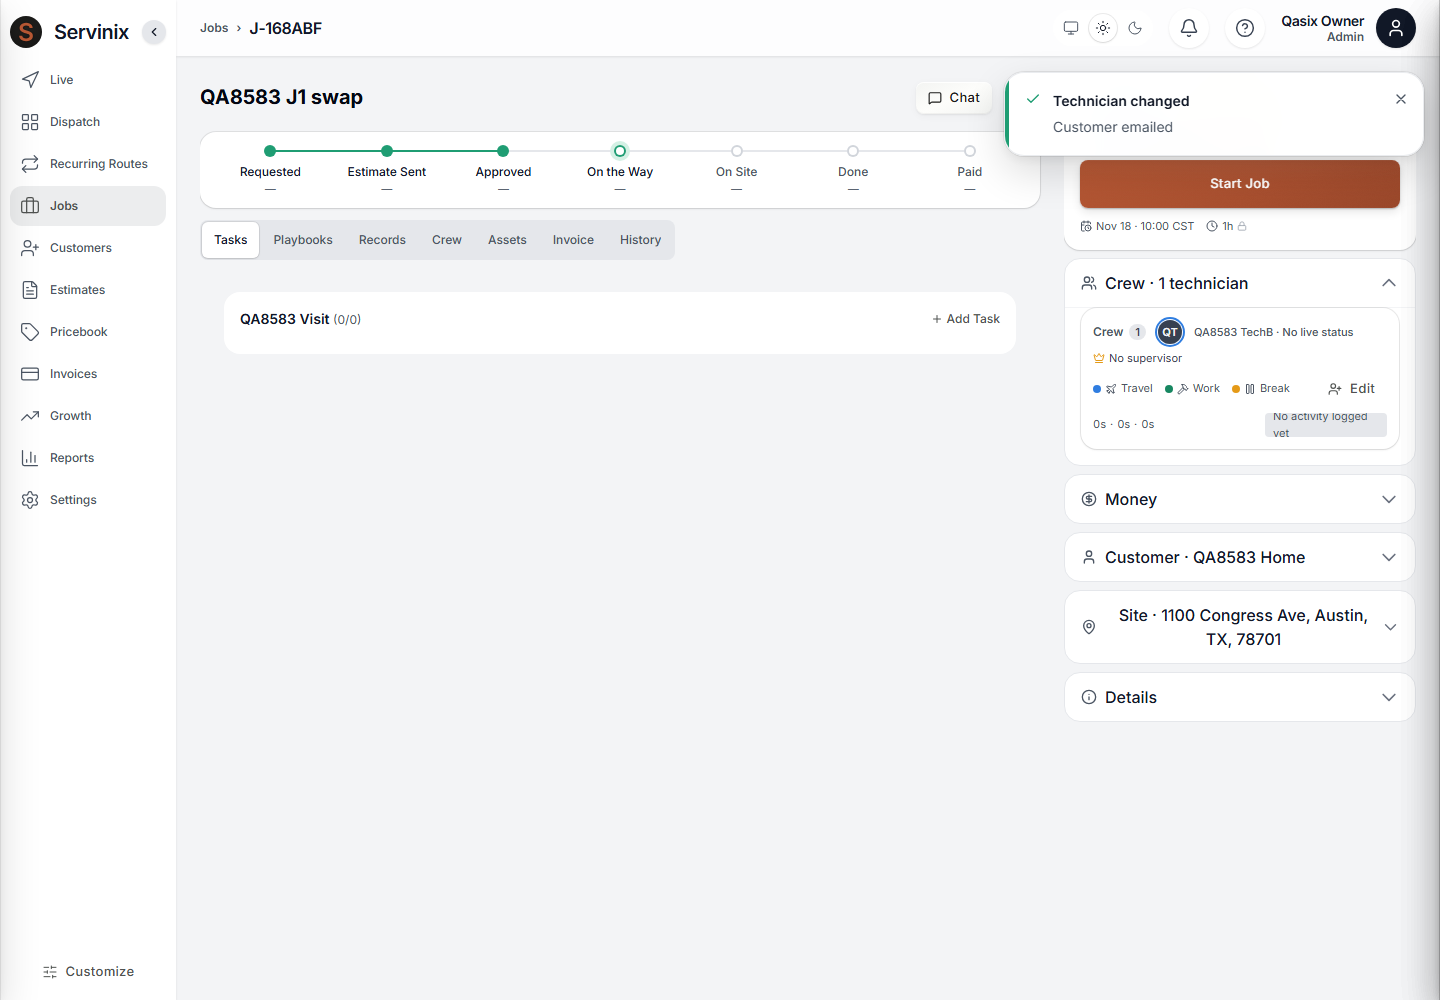 Servinix
Live
Dispatch
Recurring Routes
Jobs
Customers
Estimates
Pricebook
Invoices
Growth
Reports
Settings
Customize
Jobs › J-168ABF
Qasix Owner
Admin
QA8583 J1 swap
Chat
Technician changed
Customer emailed
Requested
—
Estimate Sent
—
Approved
—
On the Way
—
On Site
—
Done
—
Paid
—
Tasks Playbooks Records Crew Assets Invoice History
QA8583 Visit (0/0)
+ Add Task
Start Job
Nov 18 · 10:00 CST 1h
Crew · 1 technician
Crew 1 QT QA8583 TechB · No live status
No supervisor
Travel Work Break Edit
0s · 0s · 0s
No activity logged
yet
Money
Customer · QA8583 Home
Site · 1100 Congress Ave, Austin,
TX, 78701
Details